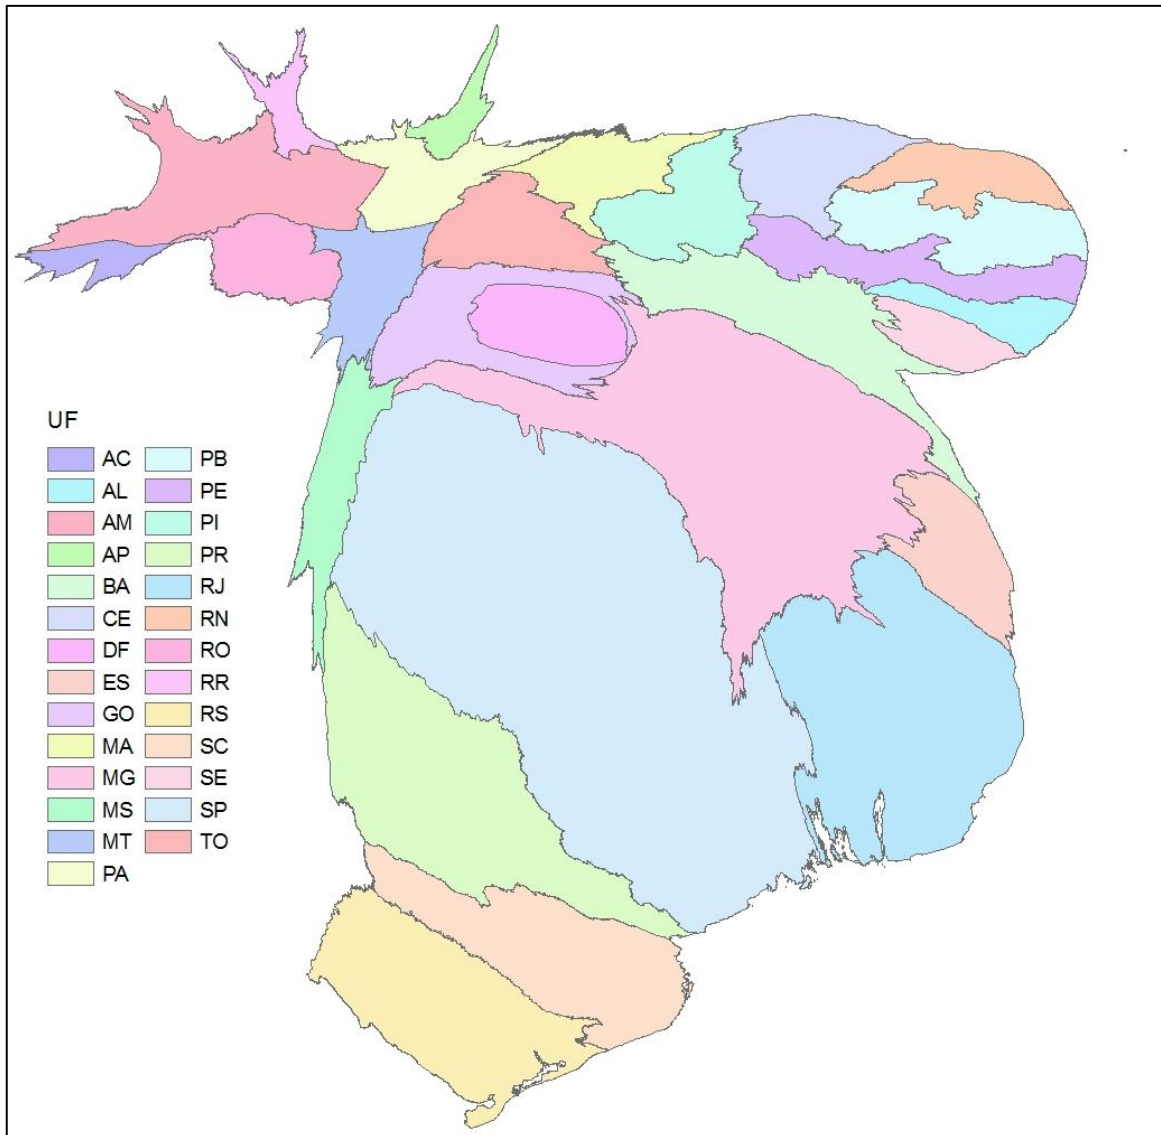 UF
AC PB
AL PE
AM PI
AP PR
BA RJ
CE RN
DF RO
ES RR
GO RS
MA SC
MG SE
MS SP
MT TO
PA